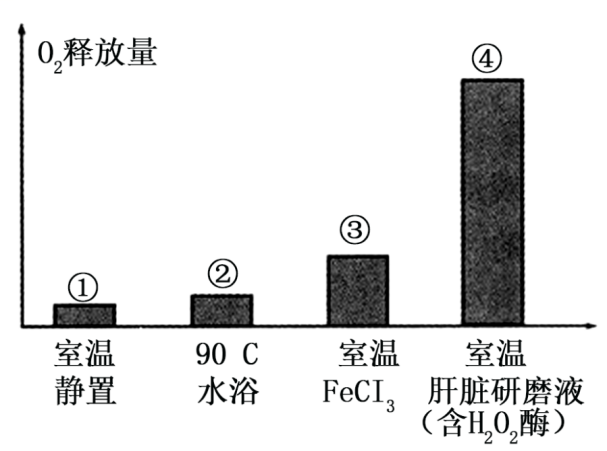 O₂释放量
① ② ③ ④
室温 90 C 室温 室温
静置 水浴 FeCI₃ 肝脏研磨液
（含H₂O₂酶）